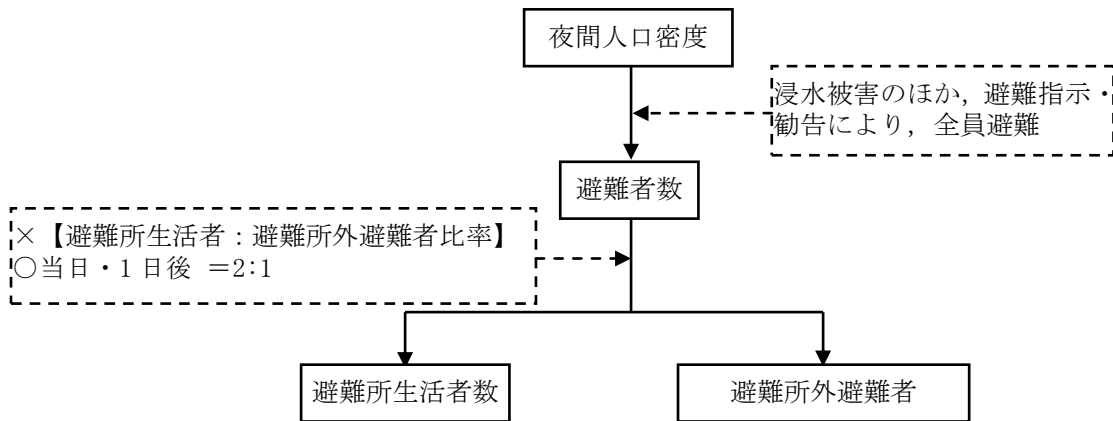 夜間人口密度
浸水被害のほか，避難指示・
勧告により，全員避難
避難者数
×【避難所生活者：避難所外避難者比率】
○当日・1日後 ＝2:1
避難所生活者数
避難所外避難者